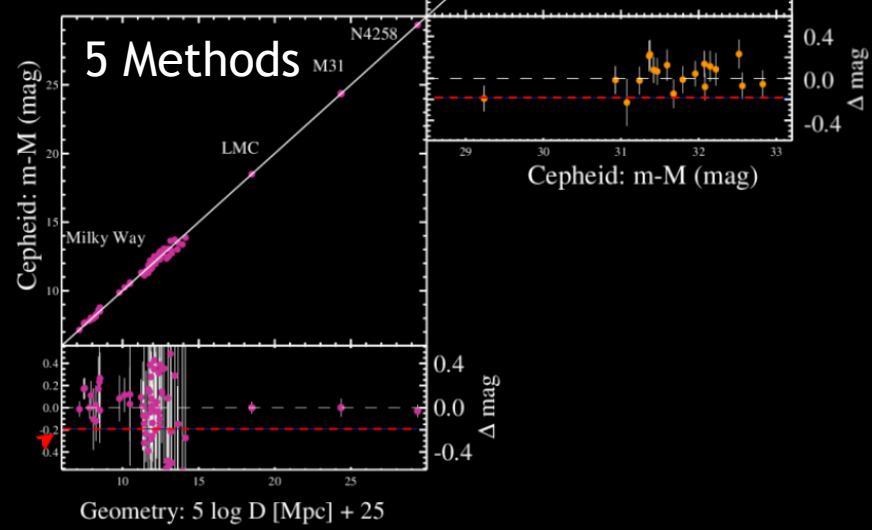 5 Methods
N4258
M31
LMC
Milky Way
Cepheid: m-M (mag)
25
20
15
10
0.4
0.2
0.0
-0.2
0.4
0.4
0.0
-0.4
Δ mag
10
15
20
25
Geometry: 5 log D [Mpc] + 25
0.4
0.0
-0.4
Δ mag
29
30
31
32
33
Cepheid: m-M (mag)